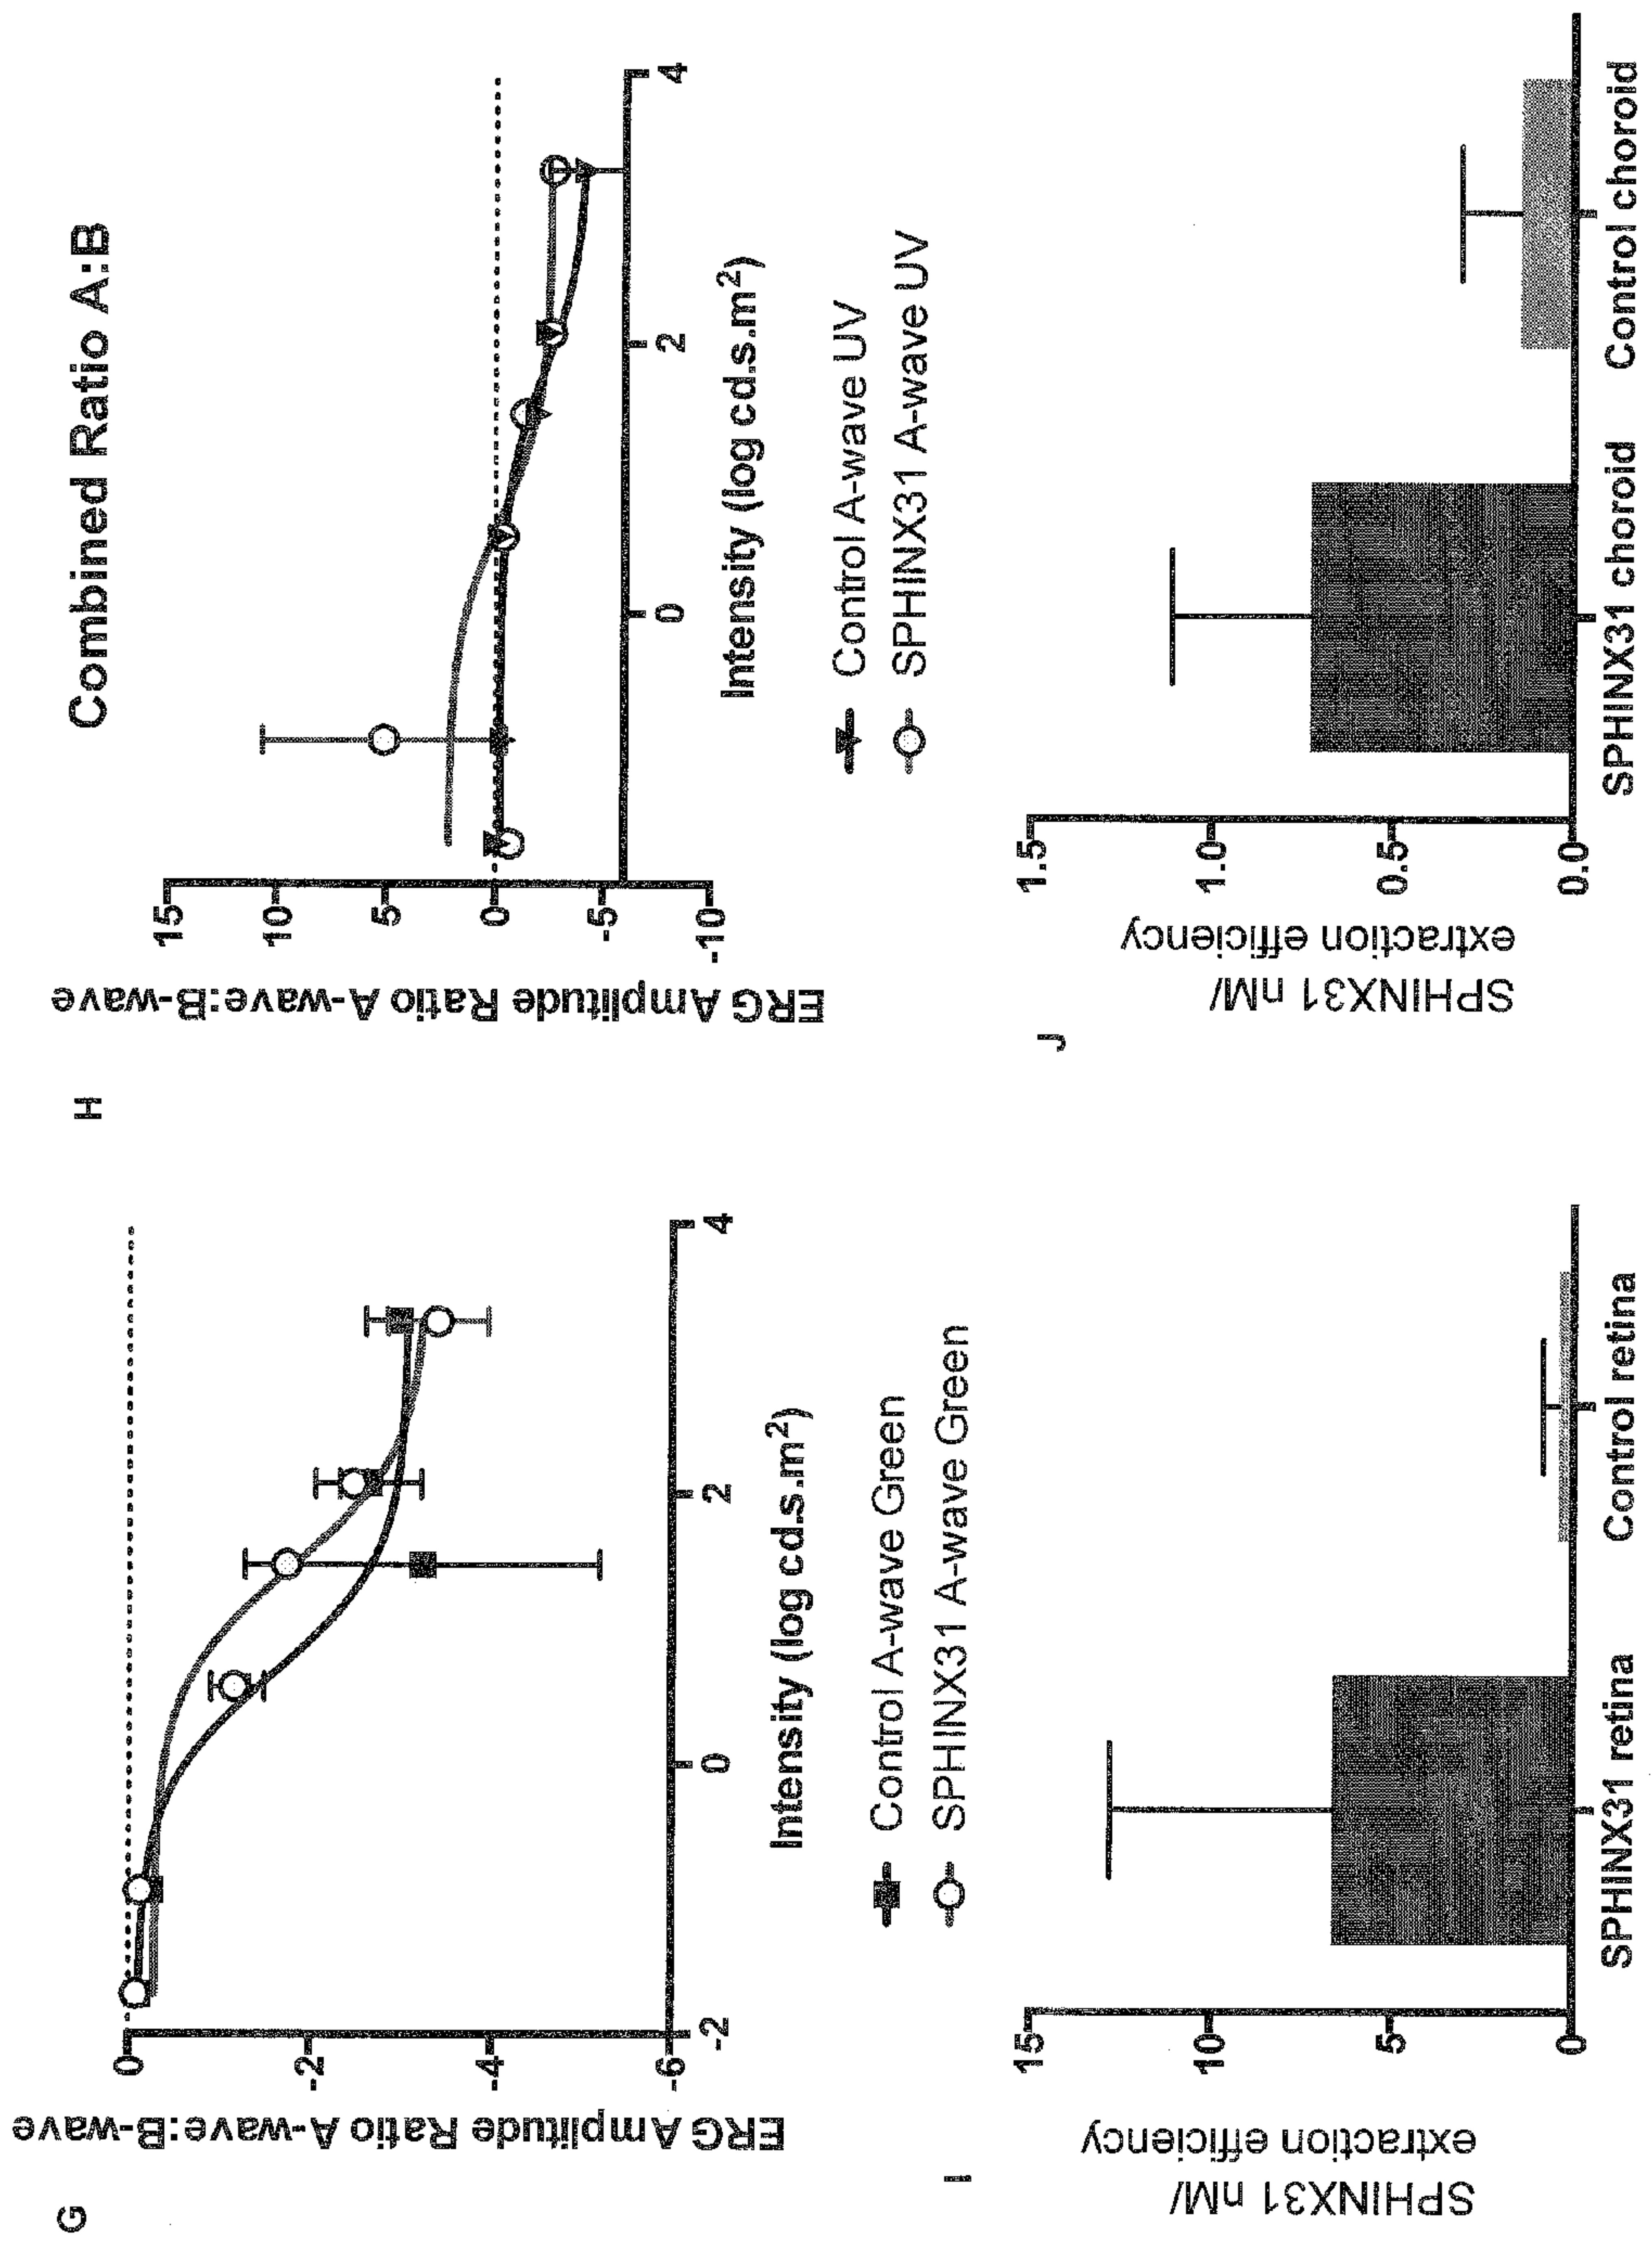 G
ERG Amplitude Ratio A-wave:B-wave
0
-2
-4
-6
-2
0
2
4
Intensity (log cd.s.m²)
Control A-wave Green
SPHINX31 A-wave Green
H
Combined Ratio A:B
ERG Amplitude Ratio A-wave:B-wave
15
10
5
0
-5
-10
0
2
4
Intensity (log cd.s.m²)
Control A-wave UV
SPHINX31 A-wave UV
I
SPHINX31 nM/
extraction efficiency
15
10
5
0
SPHINX31 retina
Control retina
J
SPHINX31 nM/
extraction efficiency
1.5
1.0
0.5
0.0
SPHINX31 choroid
Control choroid